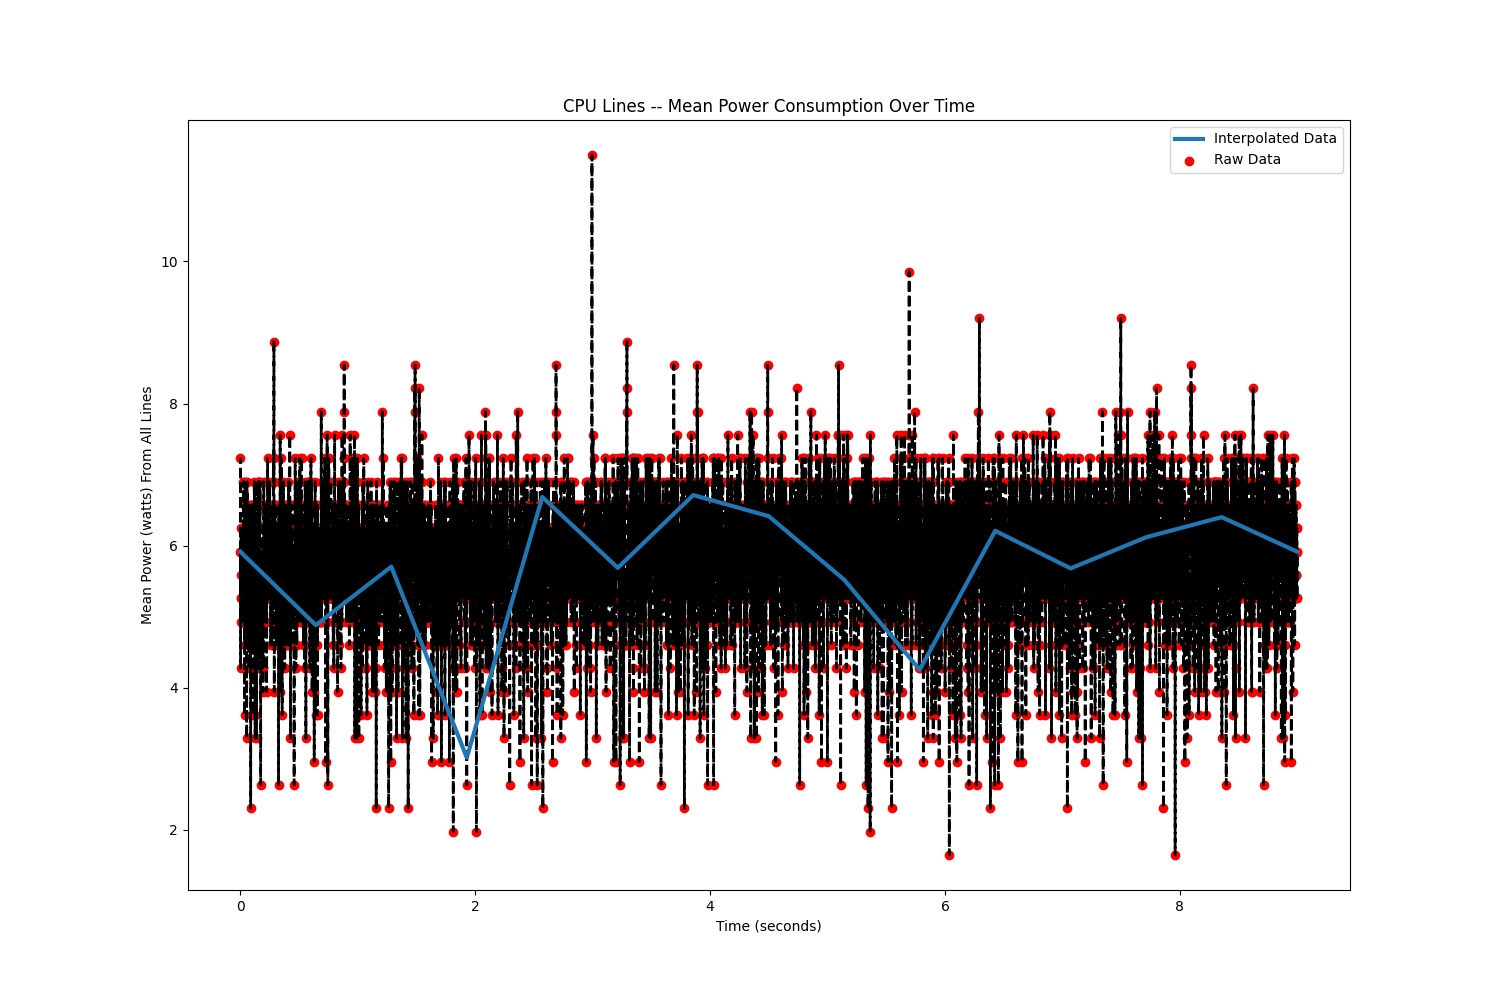 CPU Lines -- Mean Power Consumption Over Time
Interpolated Data
Raw Data
Mean Power (watts) From All Lines
10
8
6
4
2
0 2 4 6 8
Time (seconds)